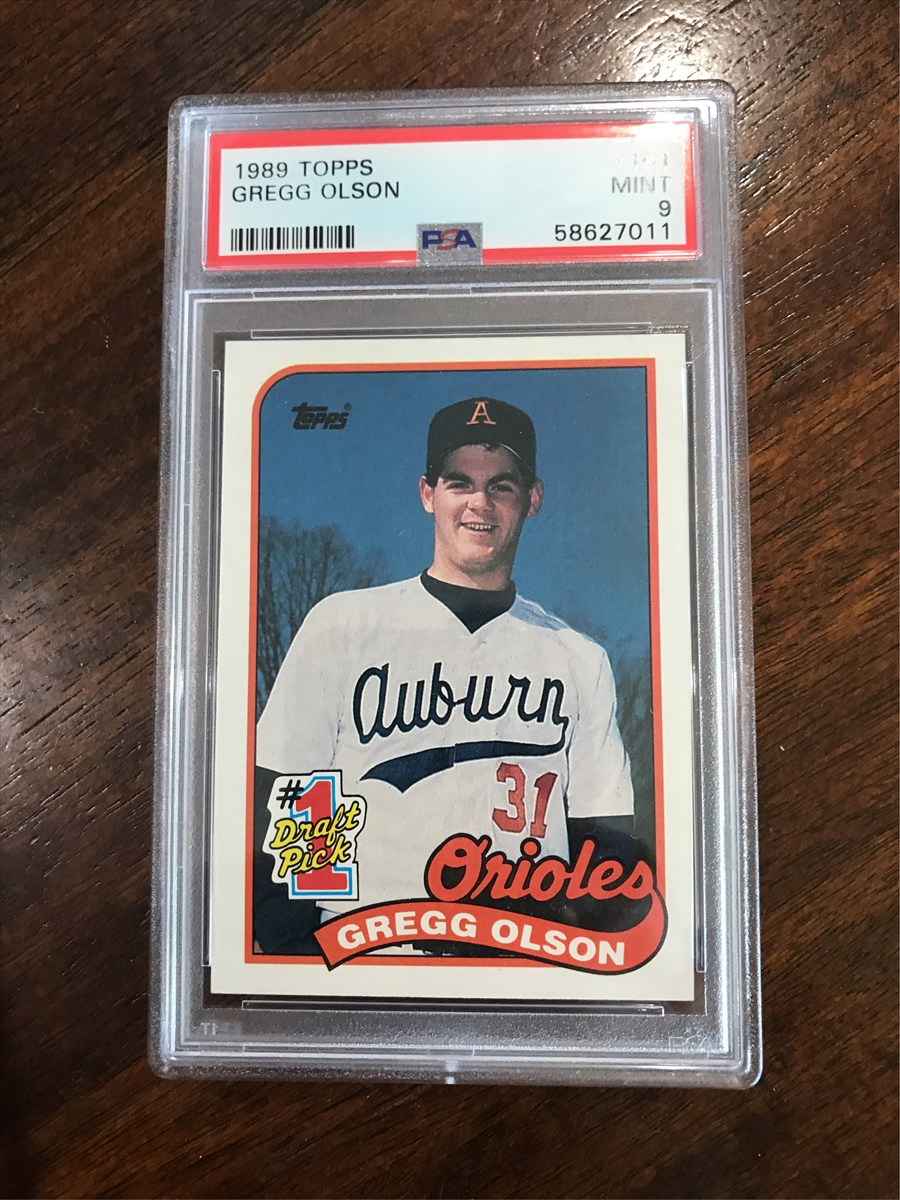 1989 TOPPS
GREGG OLSON
MINT
9
58627011
PSA
Topps®
A
Auburn
31
#1
Draft
Pick
Orioles
GREGG OLSON